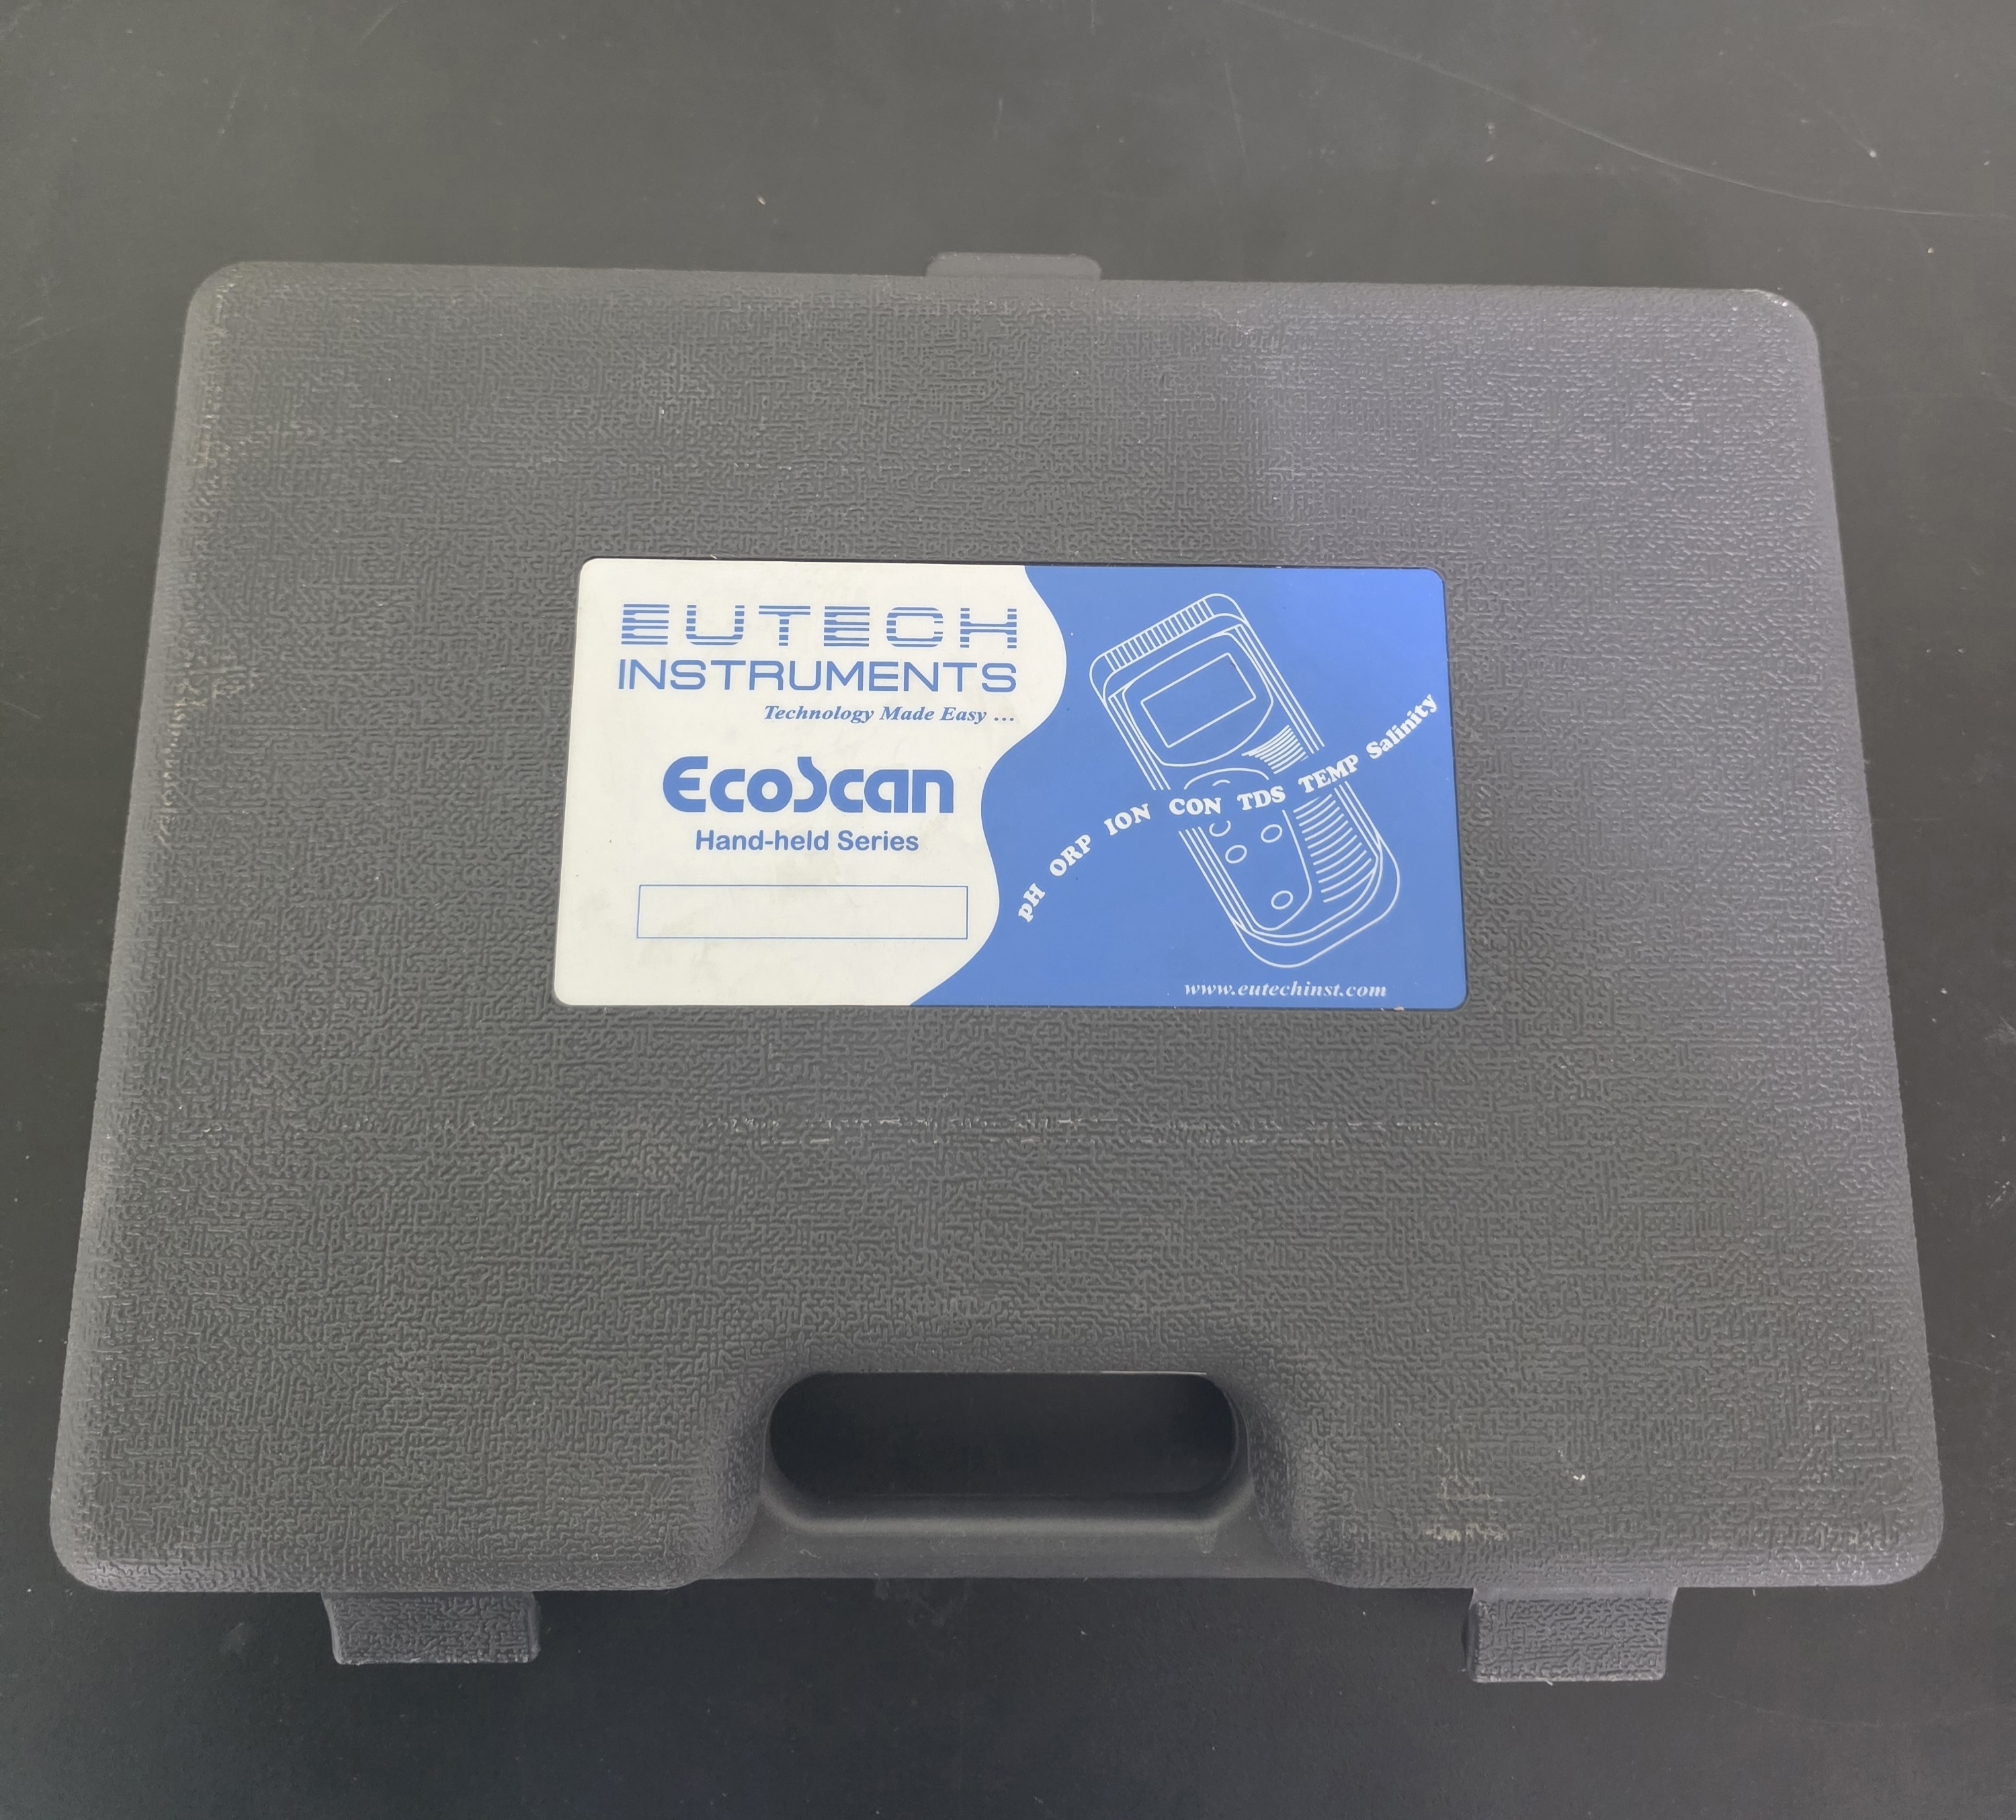 EUTECH
INSTRUMENTS
Technology Made Easy ...
EcoScan
Hand-held Series
pH ORP ION CON TDS TEMP Salinity
www.eutechinst.com